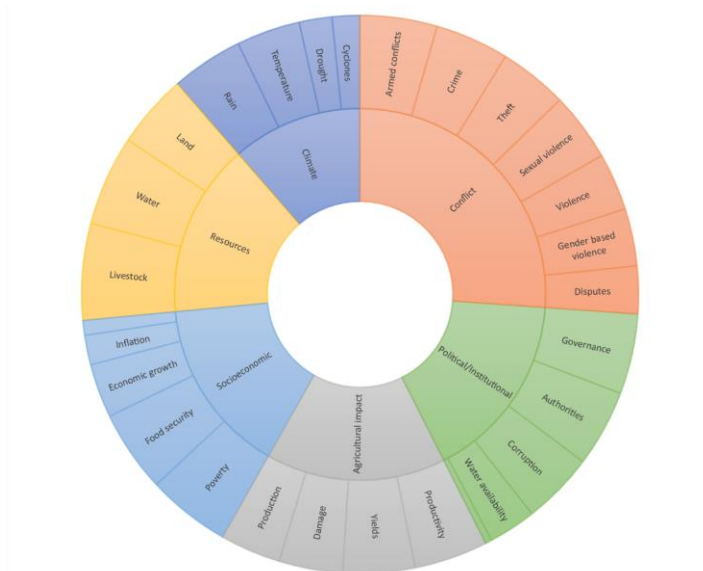 Conflict
Armed conflicts
Crime
Theft
Sexual violence
Violence
Gender based
violence
Disputes
Political/Institutional
Governance
Authorities
Corruption
Water availability
Agricultural impact
Productivity
Yields
Damage
Production
Socioeconomic
Poverty
Food security
Economic growth
Inflation
Resources
Livestock
Water
Land
Climate
Rain
Temperature
Drought
Cyclones